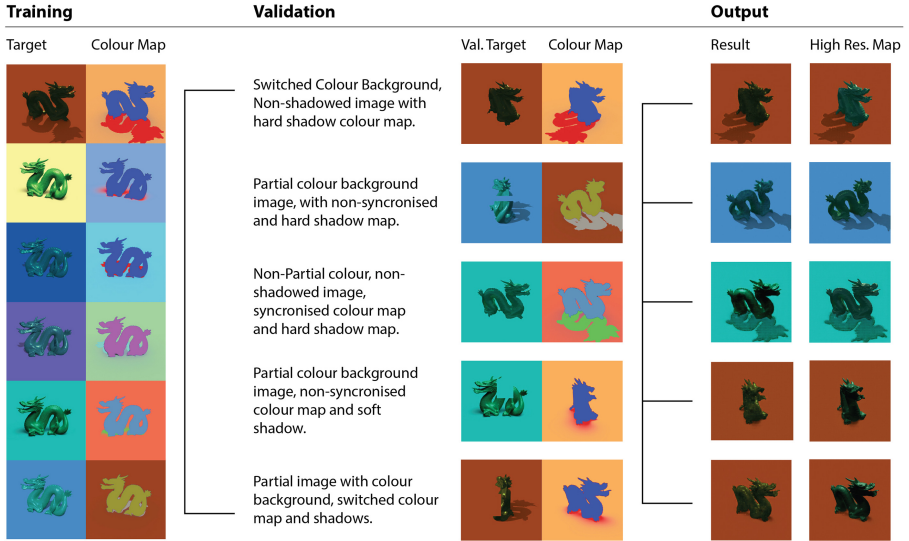 Training
Validation
Output
Target
Colour Map
Val. Target
Colour Map
Result
High Res. Map
Switched Colour Background,
Non-shadowed image with
hard shadow colour map.
Partial colour background
image, with non-syncronised
and hard shadow map.
Non-Partial colour, non-
shadowed image,
syncronised colour map
and hard shadow map.
Partial colour background
image, non-syncronised
colour map and soft
shadow.
Partial image with colour
background, switched colour
map and shadows.